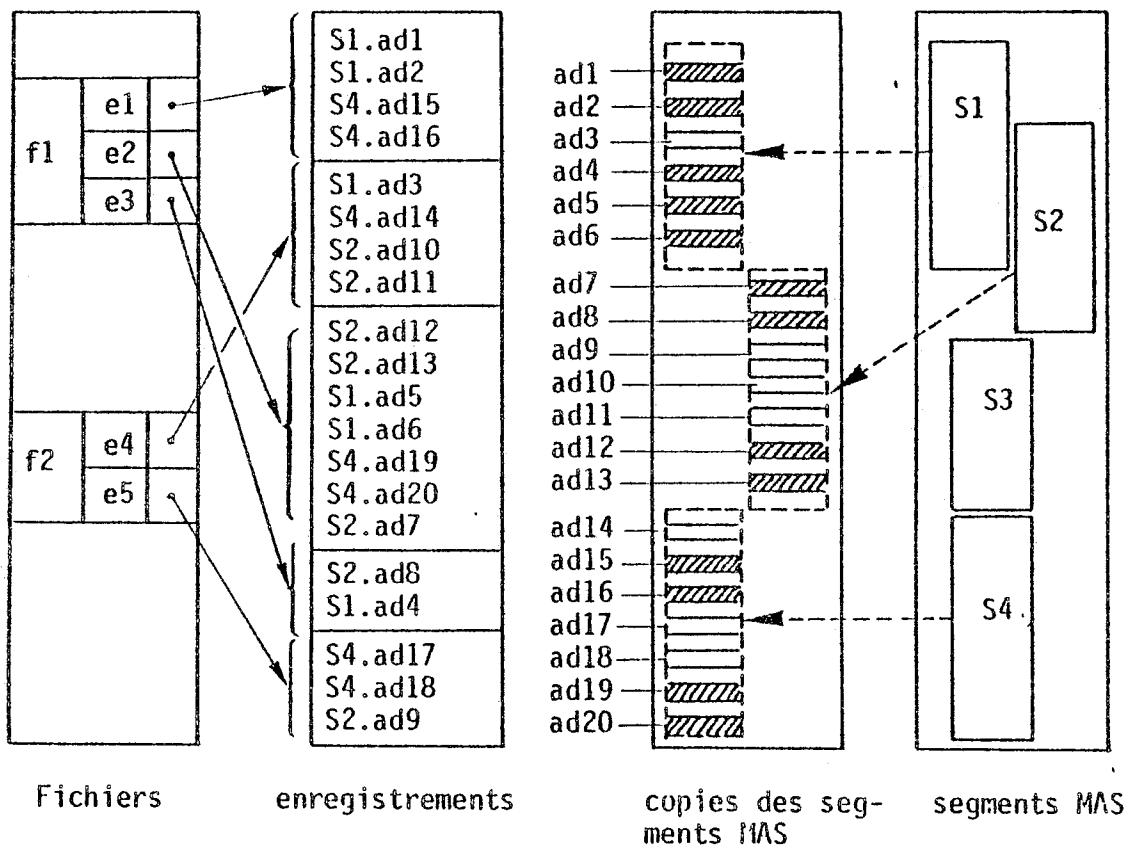 f1
e1
e2
e3
f2
e4
e5
S1.ad1
S1.ad2
S4.ad15
S4.ad16
S1.ad3
S4.ad14
S2.ad10
S2.ad11
S2.ad12
S2.ad13
S1.ad5
S1.ad6
S4.ad19
S4.ad20
S2.ad7
S2.ad8
S1.ad4
S4.ad17
S4.ad18
S2.ad9
ad1
ad2
ad3
ad4
ad5
ad6
ad7
ad8
ad9
ad10
ad11
ad12
ad13
ad14
ad15
ad16
ad17
ad18
ad19
ad20
S1
S2
S3
S4
Fichiers
enregistrements
copies des seg-
ments MAS
segments MAS